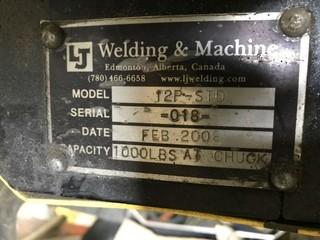 LJ Welding & Machine
Edmonton, Alberta, Canada
(780) 466-6658 www.ljwelding.com
MODEL 12P-STD
SERIAL -018-
DATE FEB 2008
CAPACITY 1000LBS AT CHUCK